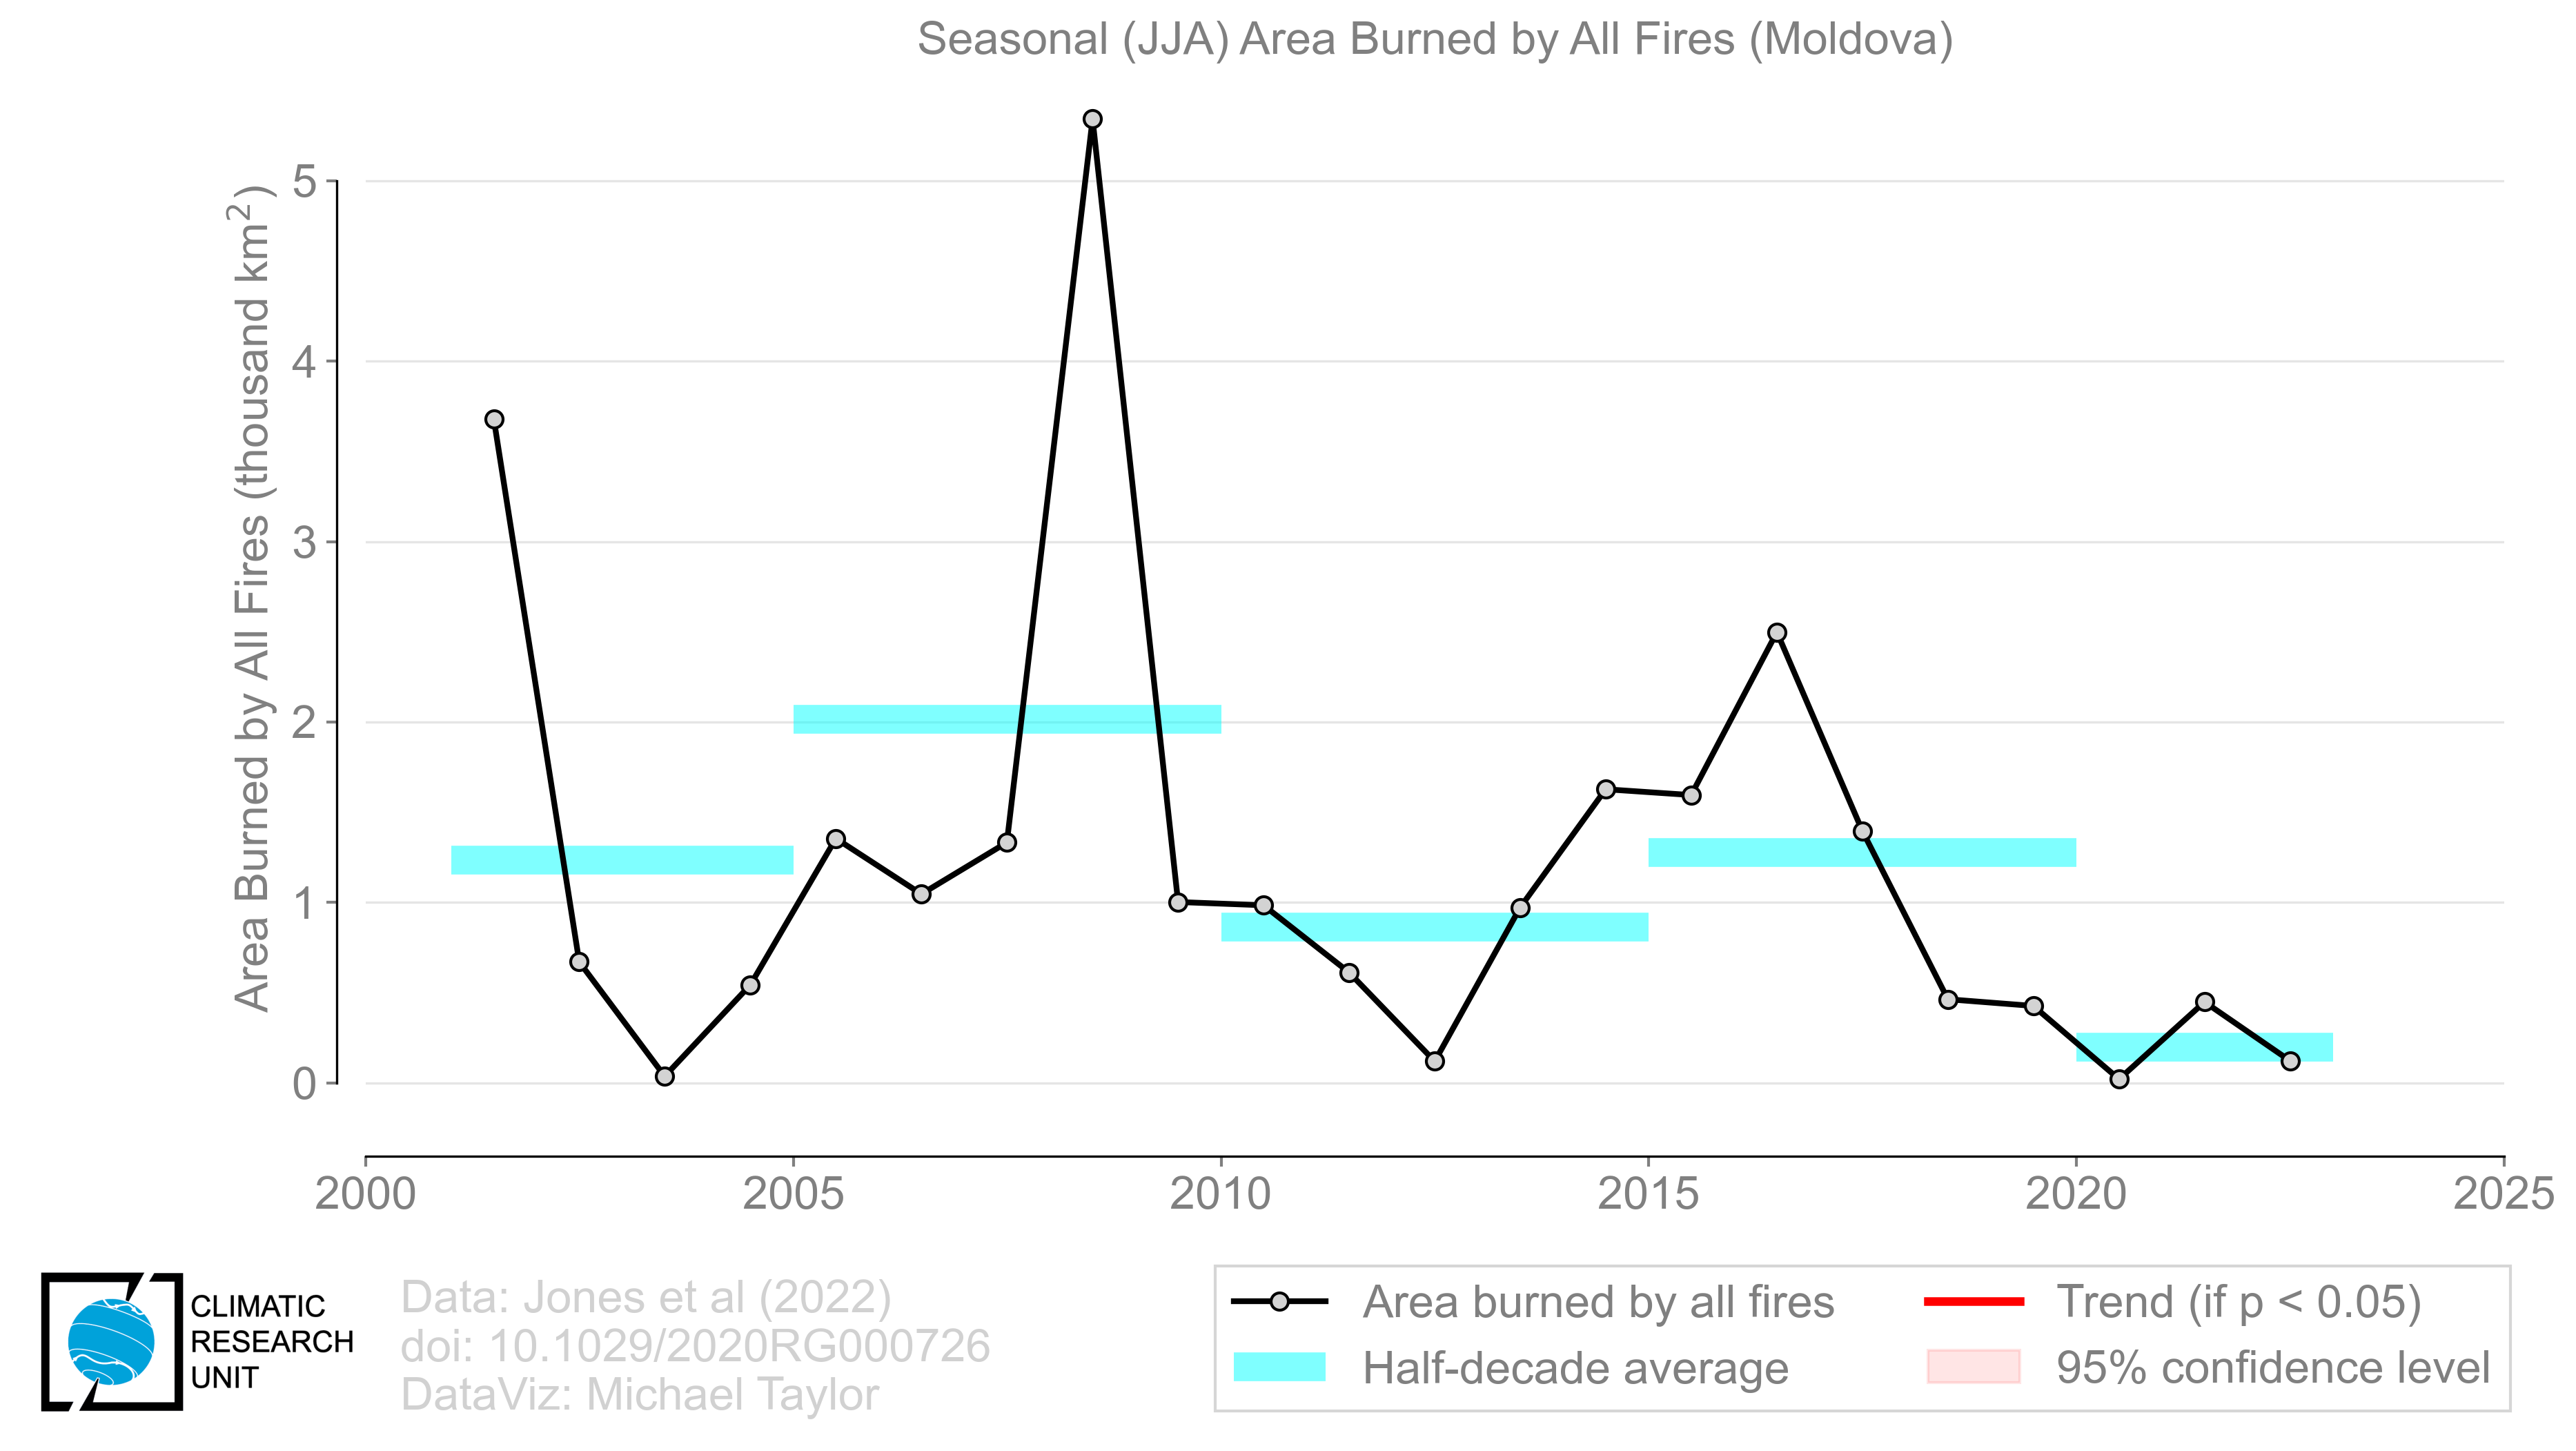 Seasonal (JJA) Area Burned by All Fires (Moldova)
Area Burned by All Fires (thousand km²)
5
4
3
2
1
0
2000 2005 2010 2015 2020 2025
CLIMATIC
RESEARCH
UNIT
Data: Jones et al (2022)
doi: 10.1029/2020RG000726
DataViz: Michael Taylor
Area burned by all fires
Half-decade average
Trend (if p < 0.05)
95% confidence level